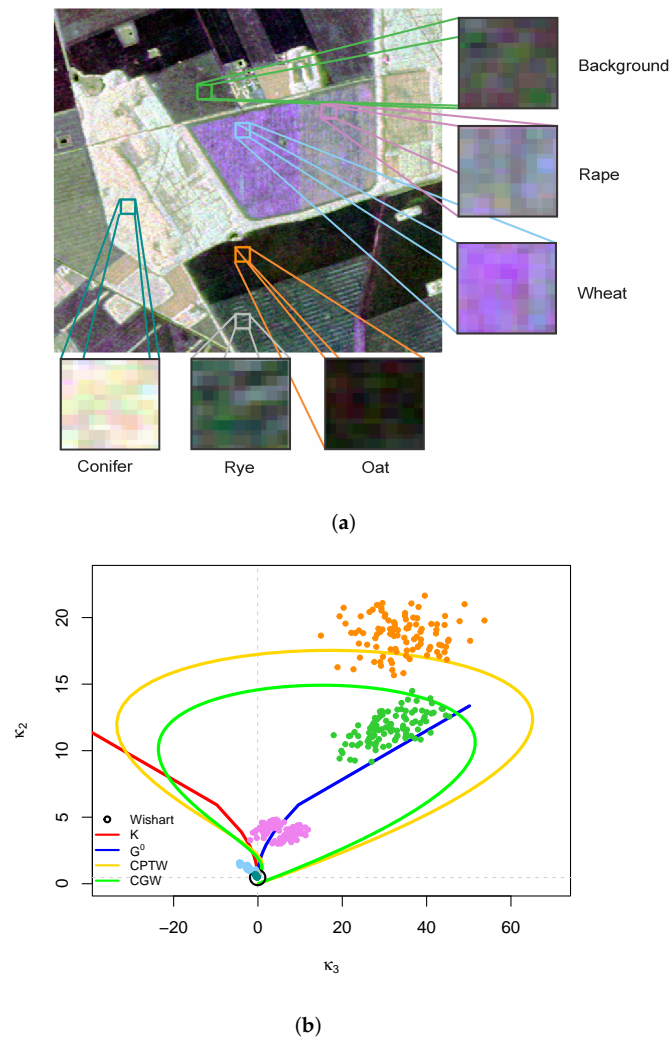 Background
Rape
Wheat
Conifer
Rye
Oat
(a)
20
15
10
5
0
κ2
Wishart
K
G0
CPTW
CGW
−20 0 20 40 60
κ3
(b)